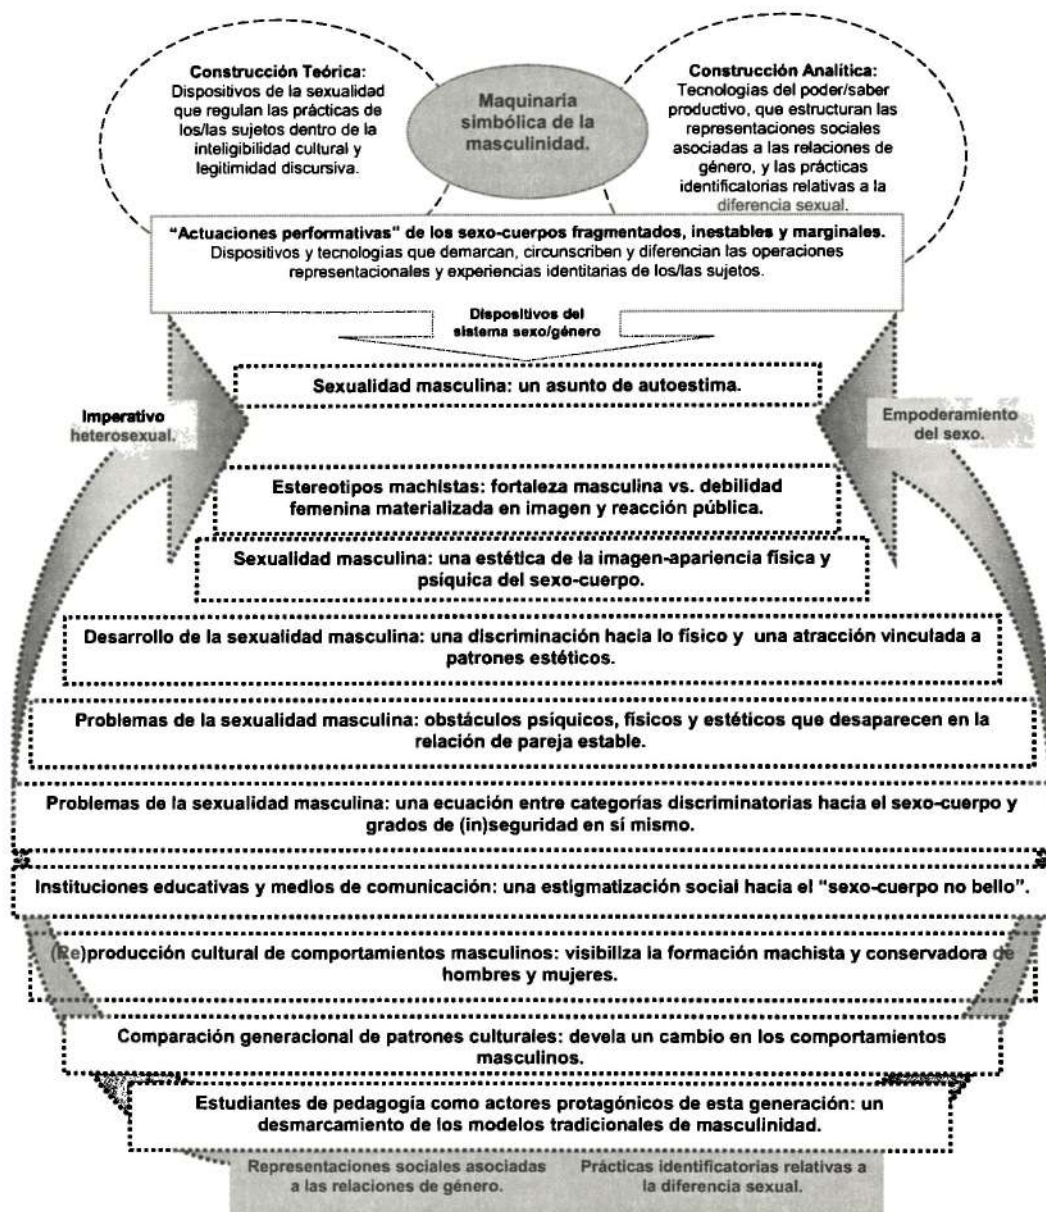 Construcción Teórica:
Dispositivos de la sexualidad
que regulan las prácticas de
los/las sujetos dentro de la
inteligibilidad cultural y
legitimidad discursiva.
Maquinaria
simbólica de la
masculinidad.
Construcción Analítica:
Tecnologías del poder/saber
productivo, que estructuran las
representaciones sociales
asociadas a las relaciones de
género, y las prácticas
identificatorias relativas a la
diferencia sexual.
"Actuaciones performativas" de los sexo-cuerpos fragmentados, inestables y marginales.
Dispositivos y tecnologías que demarcan, circunscriben y diferencian las operaciones
representacionales y experiencias identitarias de los/las sujetos.
Dispositivos del
sistema sexo/género
Sexualidad masculina: un asunto de autoestima.
Imperativo
heterosexual.
Empoderamiento
del sexo.
Estereotipos machistas: fortaleza masculina vs. debilidad
femenina materializada en imagen y reacción pública.
Sexualidad masculina: una estética de la imagen-apariencia física y
psíquica del sexo-cuerpo.
Desarrollo de la sexualidad masculina: una discriminación hacia lo físico y una atracción vinculada a
patrones estéticos.
Problemas de la sexualidad masculina: obstáculos psíquicos, físicos y estéticos que desaparecen en la
relación de pareja estable.
Problemas de la sexualidad masculina: una ecuación entre categorías discriminatorias hacia el sexo-cuerpo y
grados de (in)seguridad en sí mismo.
Instituciones educativas y medios de comunicación: una estigmatización social hacia el "sexo-cuerpo no bello".
(Re)producción cultural de comportamientos masculinos: visibiliza la formación machista y conservadora de
hombres y mujeres.
Comparación generacional de patrones culturales: devela un cambio en los comportamientos
masculinos.
Estudiantes de pedagogía como actores protagónicos de esta generación: un
desmarcamiento de los modelos tradicionales de masculinidad.
Representaciones sociales asociadas
a las relaciones de género.
Prácticas identificatorias relativas a
la diferencia sexual.